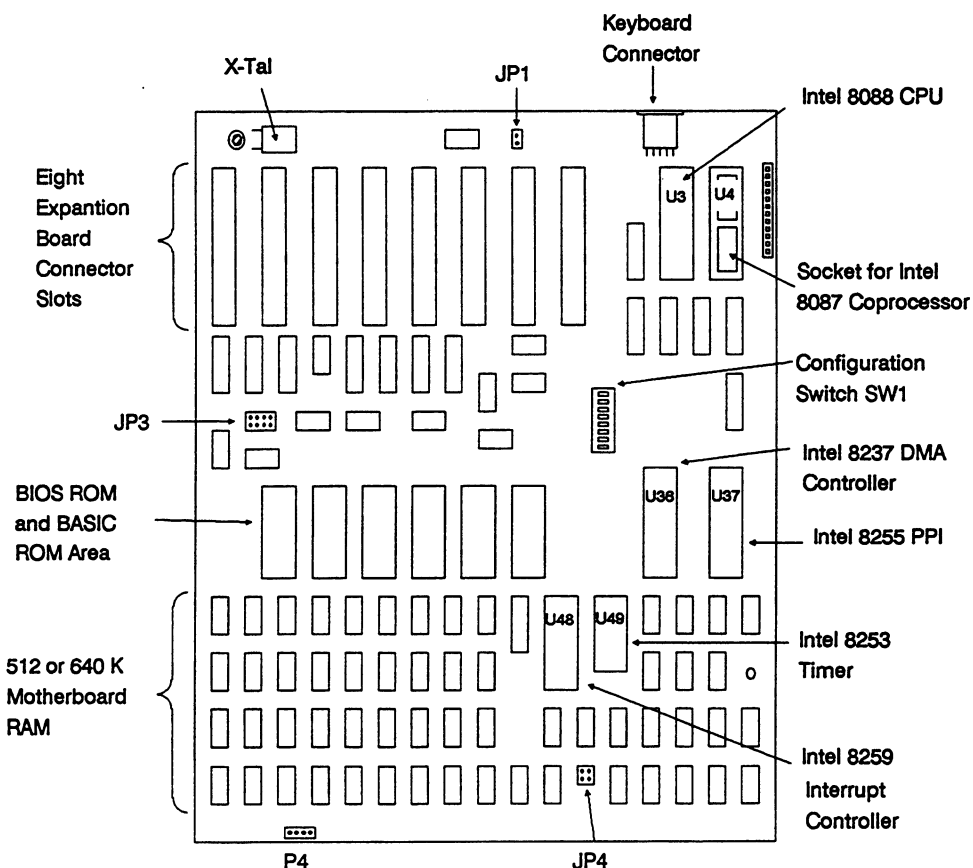 Keyboard
Connector
X-Tal
JP1
Intel 8088 CPU
Eight
Expantion
Board
Connector
Slots
U3
U4
Socket for Intel
8087 Coprocessor
Configuration
Switch SW1
JP3
Intel 8237 DMA
Controller
BIOS ROM
and BASIC
ROM Area
U36
U37
Intel 8255 PPI
512 or 640 K
Motherboard
RAM
U48
U49
Intel 8253
Timer
Intel 8259
Interrupt
Controller
P4
JP4